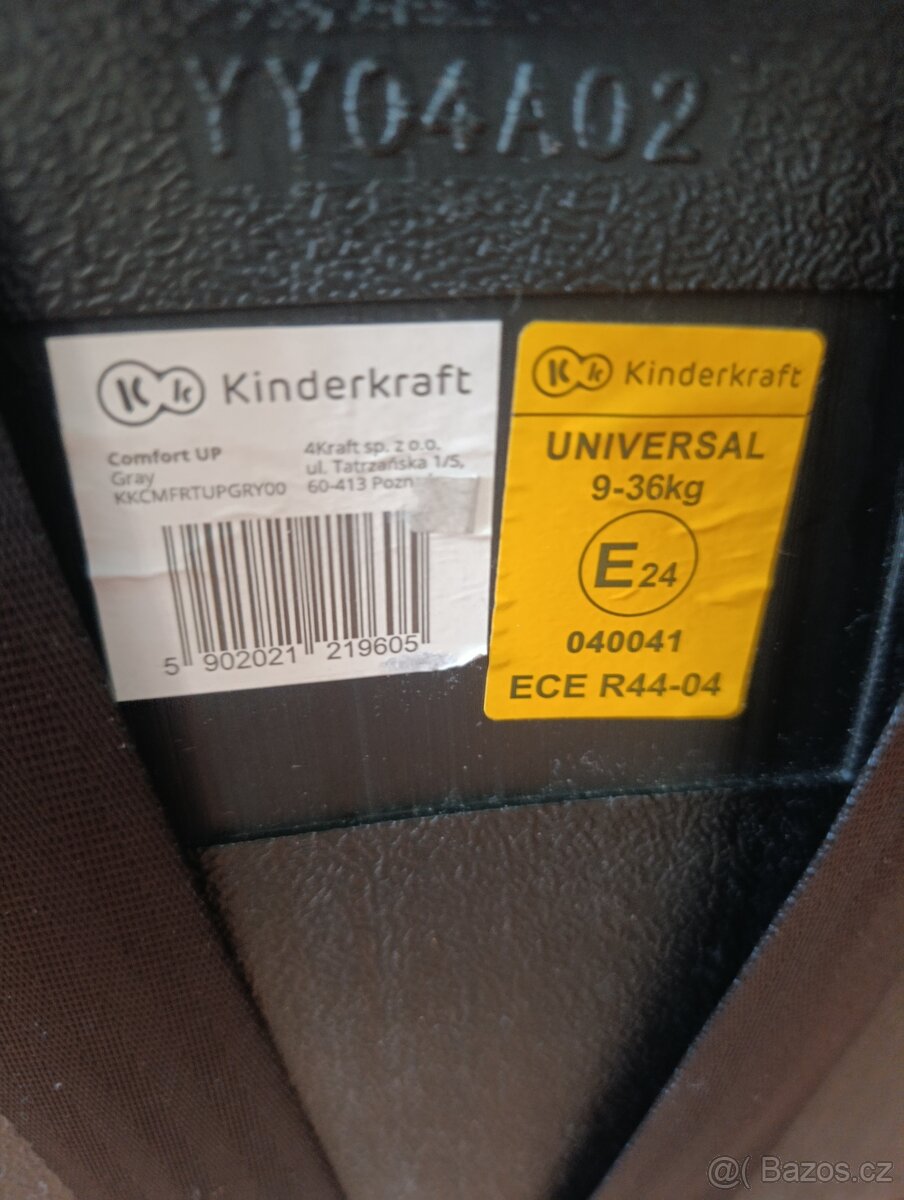 YY04A02
Kinderkraft
Comfort UP
Gray
KKCMFRTUPGRY00
4Kraft sp. z o.o.
ul. Tatrzańska 1/5,
60-413
5 902021 219605
Kinderkraft
UNIVERSAL
9-36kg
E24
040041
ECE R44-04
@( Bazos.cz